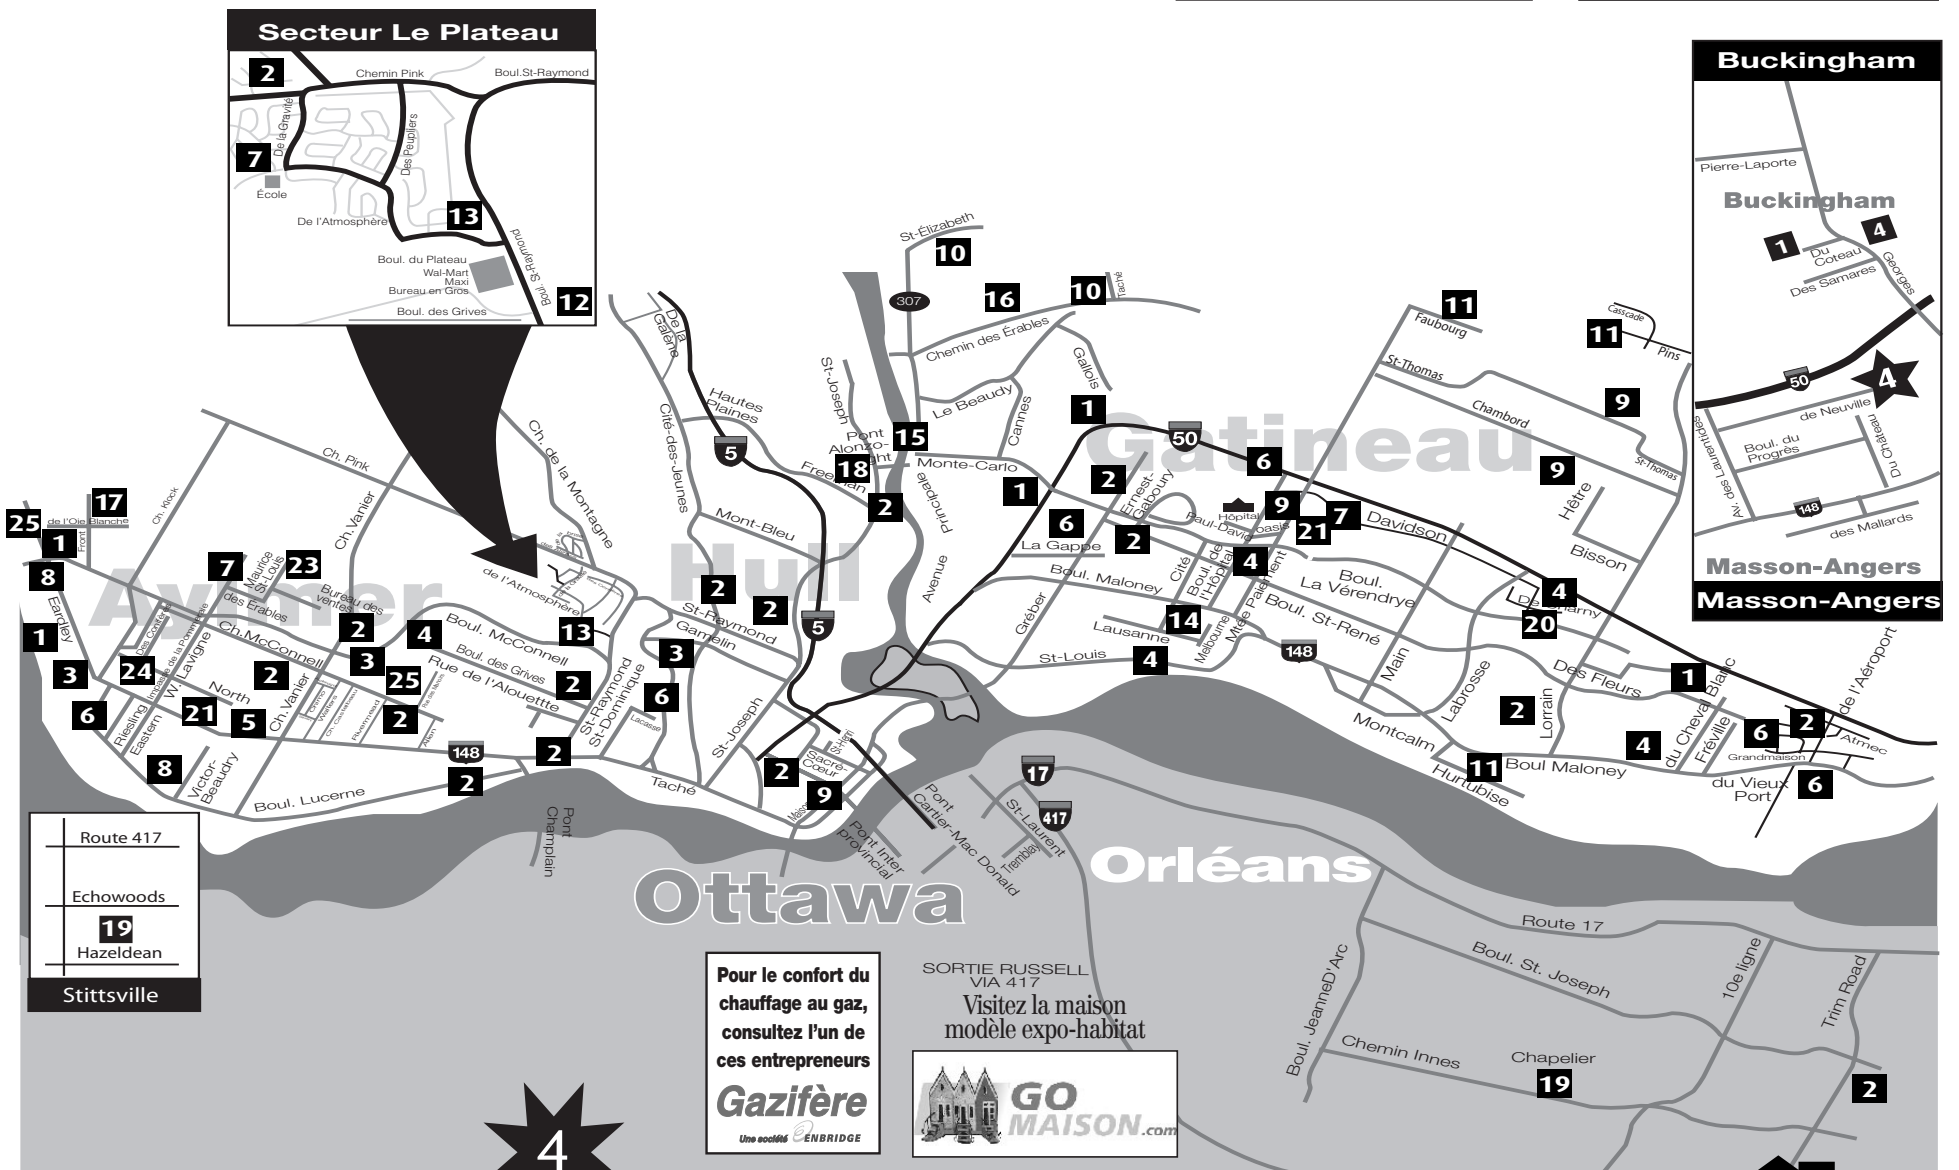 Secteur Le Plateau
2
Chemin Pink
Boul.St-Raymond
De la Gravité
Des Peupliers
7
École
De l'Atmosphère
13
Boul. du Plateau
Wal-Mart
Maxi
Bureau en Gros
Boul. St-Raymond
12
Boul. des Grives
Buckingham
Pierre-Laporte
Buckingham
1
4
Du
Coteau
Georges
Des Samares
50
4
de Neuville
Av. des Laurentides
Boul. du
Progrès
Du Château
148
des Mallards
Masson-Angers
Masson-Angers
St-Élizabeth
10
307
16
10
Taché
Chemin des Érables
Gallois
Le Beaudy
Cannes
1
De la
Galène
Hautes
Plaines
St-Joseph
Pont
Alonzo-
ght
15
18
Freeman
2
Monte-Carlo
1
Principale
Avenue
5
Cité-des-Jeunes
Mont-Bleu
Ch. de la Montagne
Ch. Pink
Ch. Vanier
Ch. Klock
25
17
de l'Oie Blanche
Front
1
8
Eardley
1
3
6
Aylmer
7
Maurice
St-Louis
23
des Erables
Bureau des
ventes
2
Des Conifères
Impasse de la Pommeraie
24
Ch.McConnell
W. Lavigne
North
21
5
2
3
4
25
2
Ch.Vanier
Riesling
Eastern
8
Victor-
Beaudry
Boul. Lucerne
148
2
Boul. McConnell
Boul. des Grives
Rue de l'Alouettte
2
Allen
de l'Atmosphère
13
Hull
2
2
St-Raymond
Gamelin
3
5
6
St-Raymond
St-Dominique
Lacasse
St-Joseph
2
Taché
St-Henri
Sacré-
Cœur
2
9
Pont
Champlain
Pont Inter
provincial
Pont
Cartier-Mac Donald
St-Laurent
Tremblay
17
417
Gatineau
50
6
2
Ernest-
Gaboury
6
2
La Gappe
Boul. Maloney
Gréber
Paul-David
oasis
Hôpital
9
21
7
Davidson
4
Cité
Boul. de
l'Hôpital
Mtée Paiement
14
Lausanne
Melbourne
St-Louis
4
148
Boul.
La Vérendrye
Boul. St-René
Main
Labrosse
Montcalm
11
Faubourg
St-Thomas
Chambord
Casscade
11
Pins
9
St-Thomas
9
Hêtre
Bisson
4
20
Des Fleurs
1
2
Lorrain
4
du Cheval Blanc
Fréville
Boul Maloney
11
Hurtubise
6
2
de l'Aéroport
Atmec
Grandmaison
du Vieux
Port
6
Route 417
Echowoods
19
Hazeldean
Stittsville
Ottawa
Orléans
Route 17
Boul. St. Joseph
Boul. JeanneD'Arc
10e ligne
Trim Road
Chemin Innes
Chapelier
19
2
Pour le confort du
chauffage au gaz,
consultez l'un de
ces entrepreneurs
Gazifère
Une société ENBRIDGE
SORTIE RUSSELL
VIA 417
Visitez la maison
modèle expo-habitat
GO
MAISON.com
4